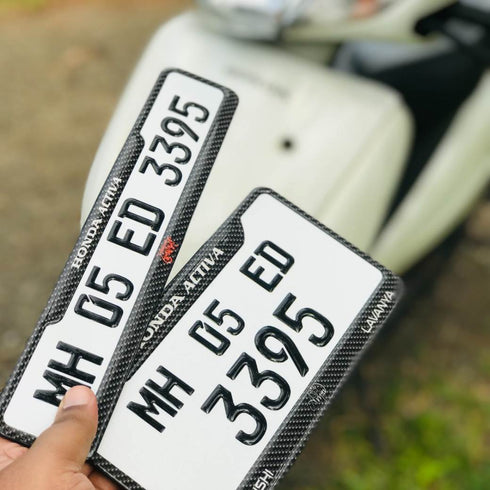 HONDA ACTIVA
MH 05 ED 3395
HONDA ACTIVA
MH 05 ED
3395
LAVANYA